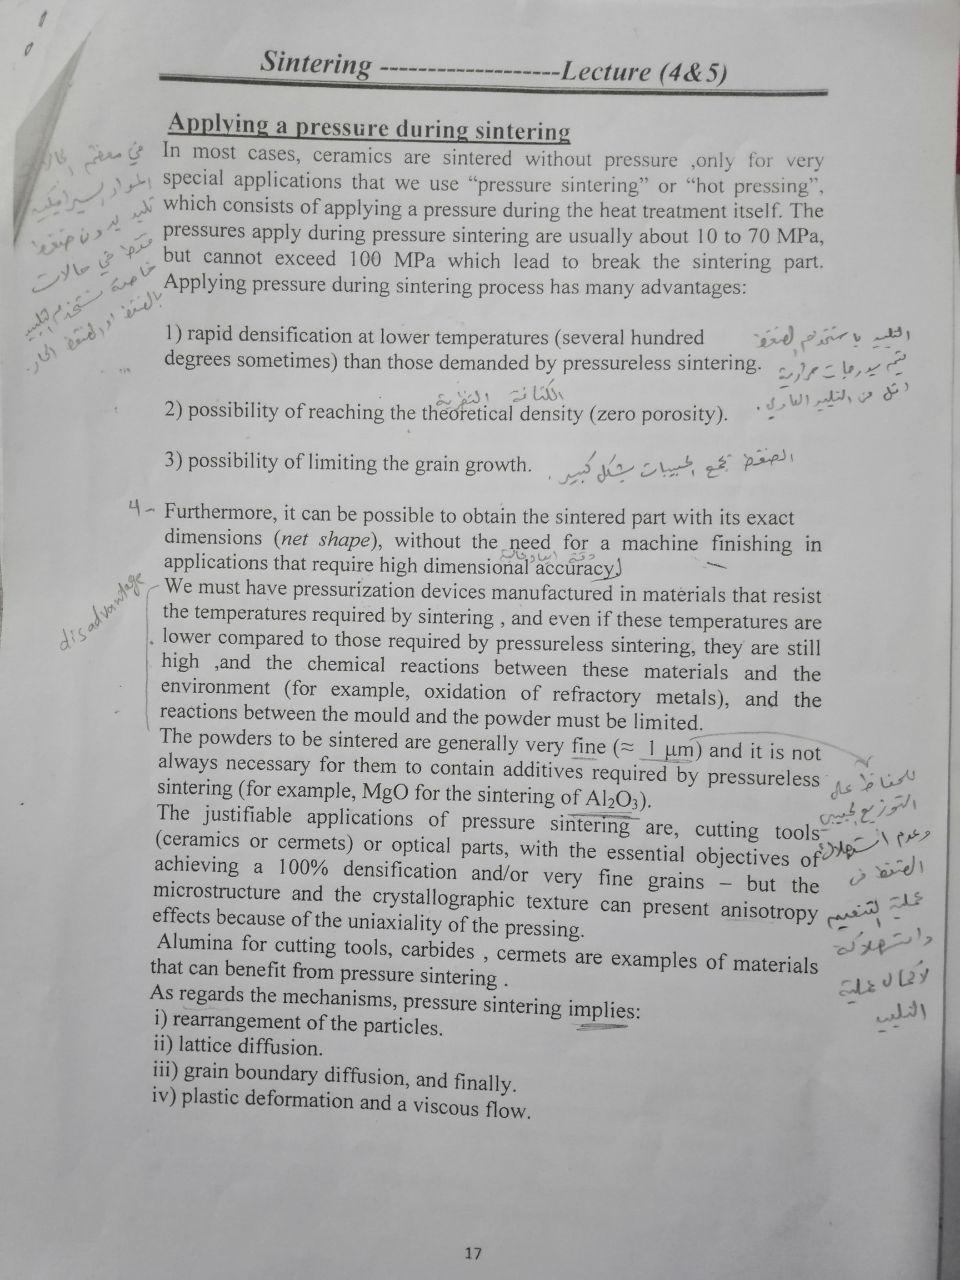 Sintering -------------------Lecture (4&5)
Applying a pressure during sintering
In most cases, ceramics are sintered without pressure ,only for very
special applications that we use “pressure sintering” or “hot pressing”,
which consists of applying a pressure during the heat treatment itself. The
pressures apply during pressure sintering are usually about 10 to 70 MPa,
but cannot exceed 100 MPa which lead to break the sintering part.
Applying pressure during sintering process has many advantages:
في معظم
المواد السيراميكية
تلبد بدون ضغط
فقط في حالات
خاصة نستخدم التلبيد
بالضغط او الضغط الحار.
1) rapid densification at lower temperatures (several hundred
degrees sometimes) than those demanded by pressureless sintering.
التلبيد باستخدام الضغط
يتم بدرجات حرارية
اقل من التلبيد العادي.
الكثافة النظرية
2) possibility of reaching the theoretical density (zero porosity).
3) possibility of limiting the grain growth.
الضغط يجمع الحبيبات بشكل كبير.
4- Furthermore, it can be possible to obtain the sintered part with its exact
dimensions (net shape), without the need for a machine finishing in
دقة ابعاد عالية
applications that require high dimensional accuracy
disadvantage
We must have pressurization devices manufactured in materials that resist
the temperatures required by sintering , and even if these temperatures are
lower compared to those required by pressureless sintering, they are still
high ,and the chemical reactions between these materials and the
environment (for example, oxidation of refractory metals), and the
reactions between the mould and the powder must be limited.
The powders to be sintered are generally very fine (≈ 1 μm) and it is not
always necessary for them to contain additives required by pressureless
sintering (for example, MgO for the sintering of Al₂O₃).
The justifiable applications of pressure sintering are, cutting tools
(ceramics or cermets) or optical parts, with the essential objectives of
achieving a 100% densification and/or very fine grains – but the
microstructure and the crystallographic texture can present anisotropy
effects because of the uniaxiality of the pressing.
للحفاظ على
التوزيع الحبيبي
وعدم استهلاك
الضغط في
عملية التنعيم
واستهلاكه
لاكمال عملية
التلبيد
Alumina for cutting tools, carbides , cermets are examples of materials
that can benefit from pressure sintering .
As regards the mechanisms, pressure sintering implies:
i) rearrangement of the particles.
ii) lattice diffusion.
iii) grain boundary diffusion, and finally.
iv) plastic deformation and a viscous flow.
17